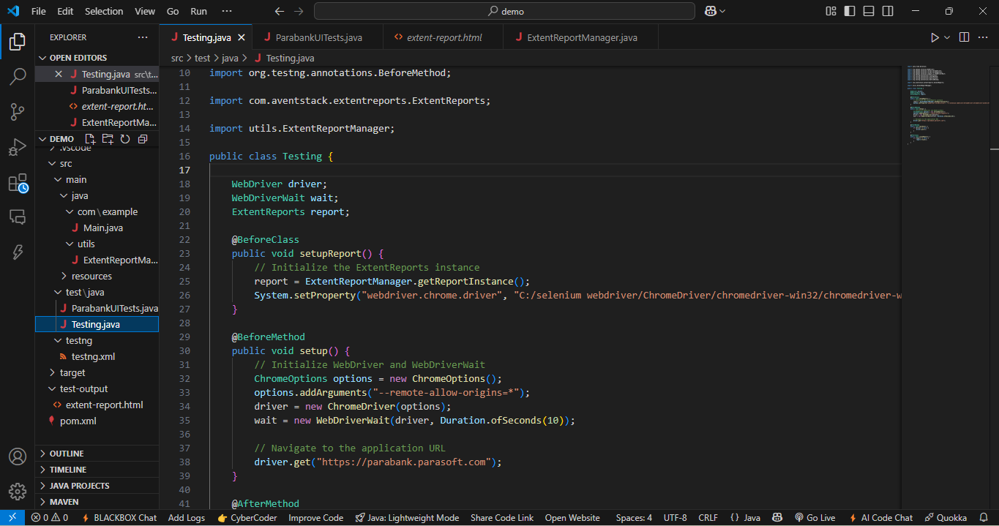 File Edit Selection View Go Run ··· demo
EXPLORER ···
OPEN EDITORS
Testing.java src\t...
ParabankUITests...
extent-report.ht...
ExtentReportMa...
DEMO
.vscode
src
main
java
com\example
Main.java
utils
ExtentReportMa...
resources
test\java
ParabankUITests.java
Testing.java
testng
testng.xml
target
test-output
extent-report.html
pom.xml
OUTLINE
TIMELINE
JAVA PROJECTS
MAVEN
Testing.java ParabankUITests.java extent-report.html ExtentReportManager.java
src > test > java > Testing.java
10 import org.testng.annotations.BeforeMethod;
11
12 import com.aventstack.extentreports.ExtentReports;
13
14 import utils.ExtentReportManager;
15
16 public class Testing {
17
18 WebDriver driver;
19 WebDriverWait wait;
20 ExtentReports report;
21
22 @BeforeClass
23 public void setupReport() {
24 // Initialize the ExtentReports instance
25 report = ExtentReportManager.getReportInstance();
26 System.setProperty("webdriver.chrome.driver", "C:/selenium webdriver/ChromeDriver/chromedriver-win32/chromedriver-w
27 }
28
29 @BeforeMethod
30 public void setup() {
31 // Initialize WebDriver and WebDriverWait
32 ChromeOptions options = new ChromeOptions();
33 options.addArguments("--remote-allow-origins=*");
34 driver = new ChromeDriver(options);
35 wait = new WebDriverWait(driver, Duration.ofSeconds(10));
36
37 // Navigate to the application URL
38 driver.get("https://parabank.parasoft.com");
39 }
40
41 @AfterMethod
0 0 BLACKBOX Chat Add Logs CyberCoder Improve Code Java: Lightweight Mode Share Code Link Open Website Spaces: 4 UTF-8 CRLF {} Java Go Live AI Code Chat Quokka